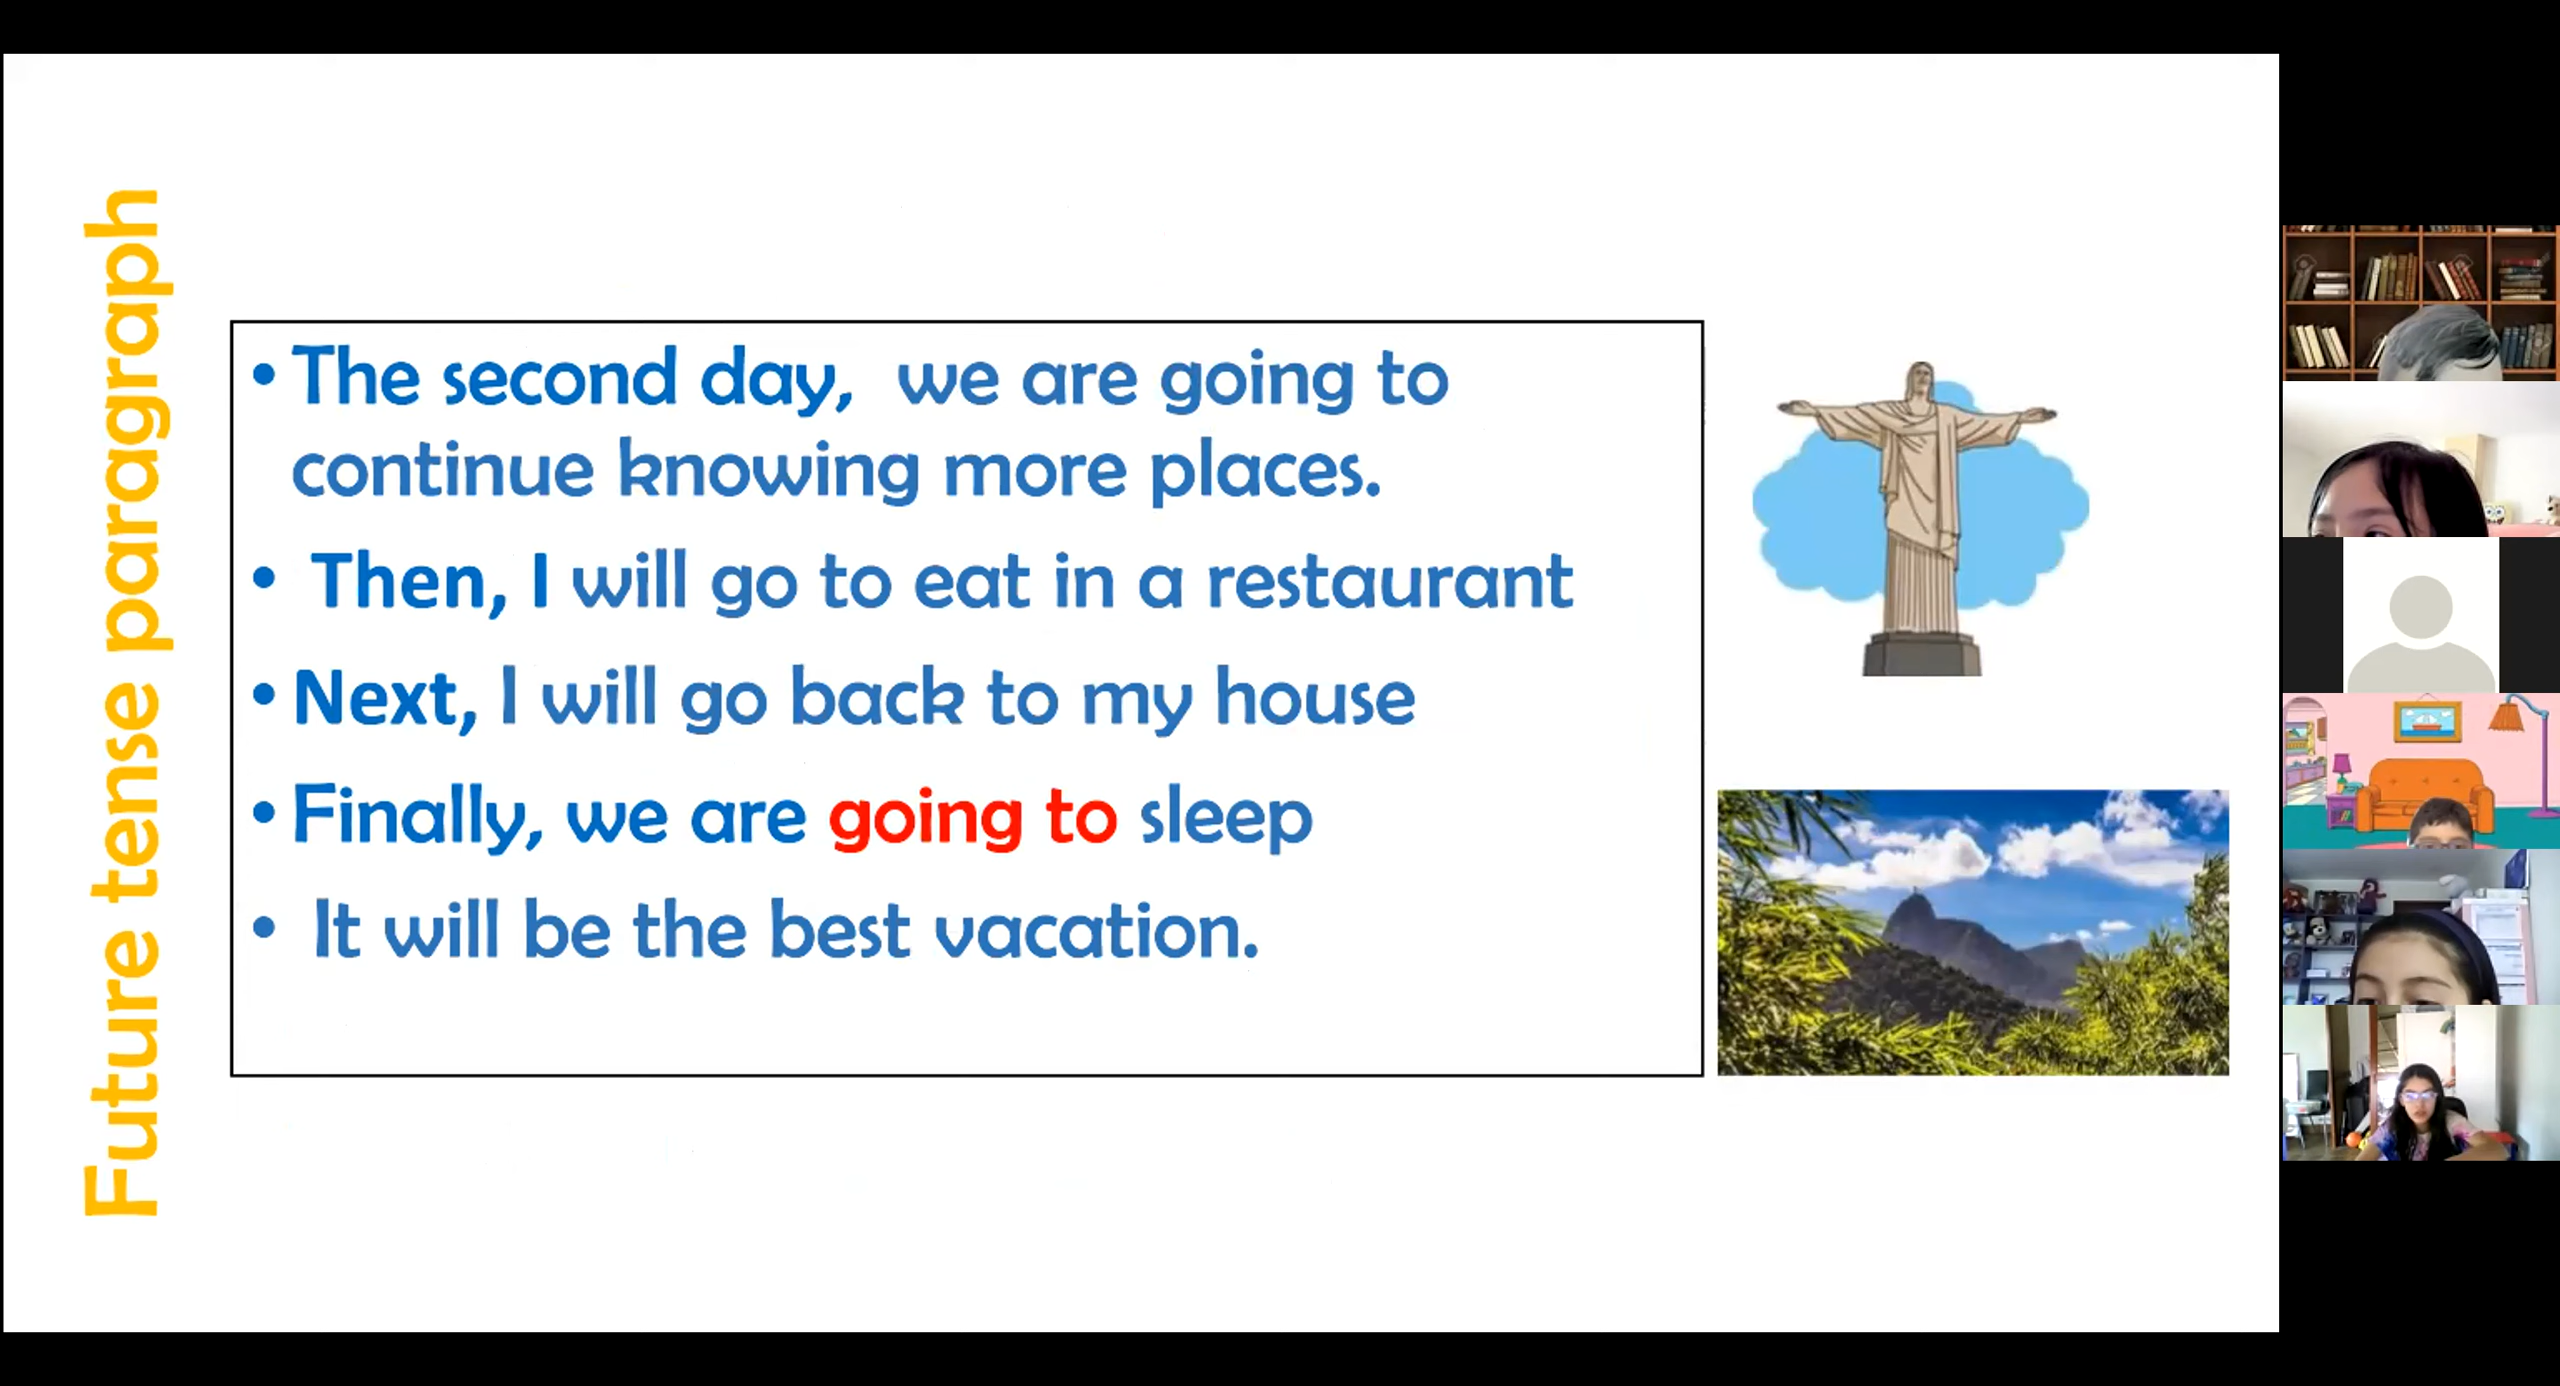 Future tense paragraph
• The second day, we are going to
continue knowing more places.
• Then, I will go to eat in a restaurant
• Next, I will go back to my house
• Finally, we are going to sleep
• It will be the best vacation.